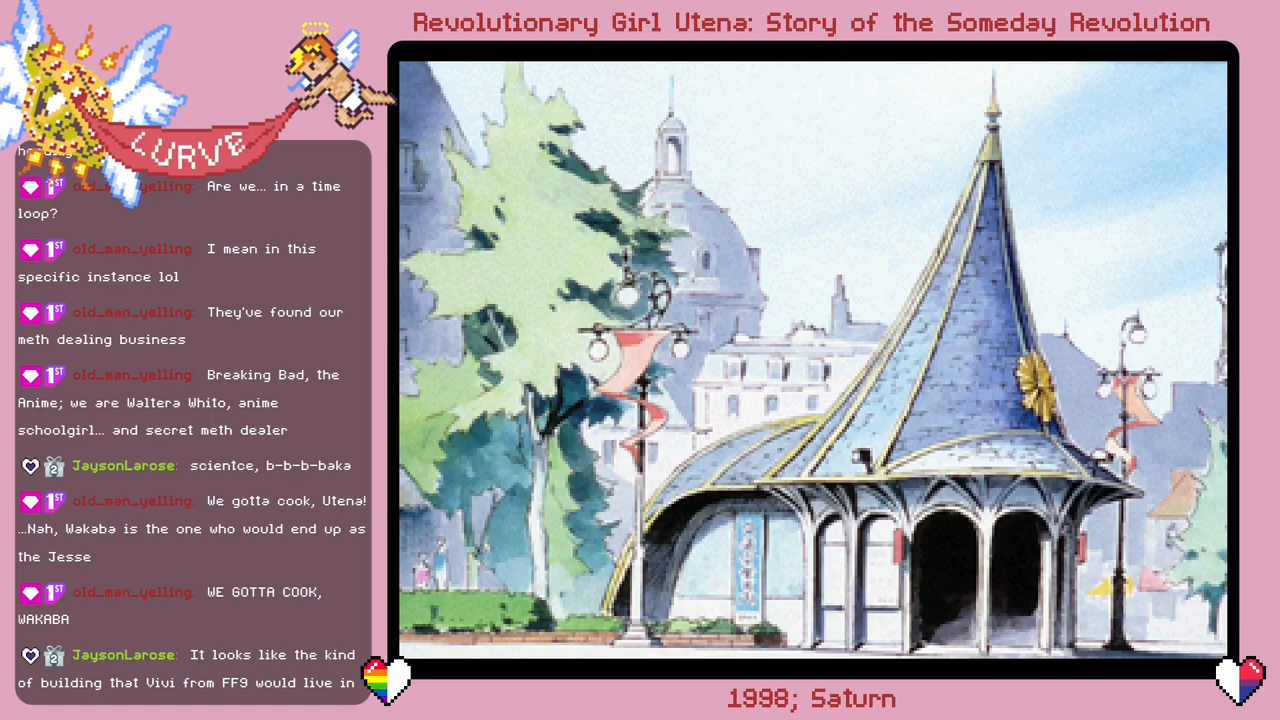 Revolutionary Girl Utena: Story of the Someday Revolution
LURVE
old_man_yelling: Are we... in a time
loop?
old_man_yelling: I mean in this
specific instance lol
old_man_yelling: They've found our
meth dealing business
old_man_yelling: Breaking Bad, the
Anime; we are Waltera Whito, anime
schoolgirl... and secret meth dealer
JaysonLarose: scientce, b-b-b-baka
old_man_yelling: We gotta cook, Utena!
...Nah, Wakaba is the one who would end up as
the Jesse
old_man_yelling: WE GOTTA COOK,
WAKABA
JaysonLarose: It looks like the kind
of building that Vivi from FF9 would live in
1998; Saturn